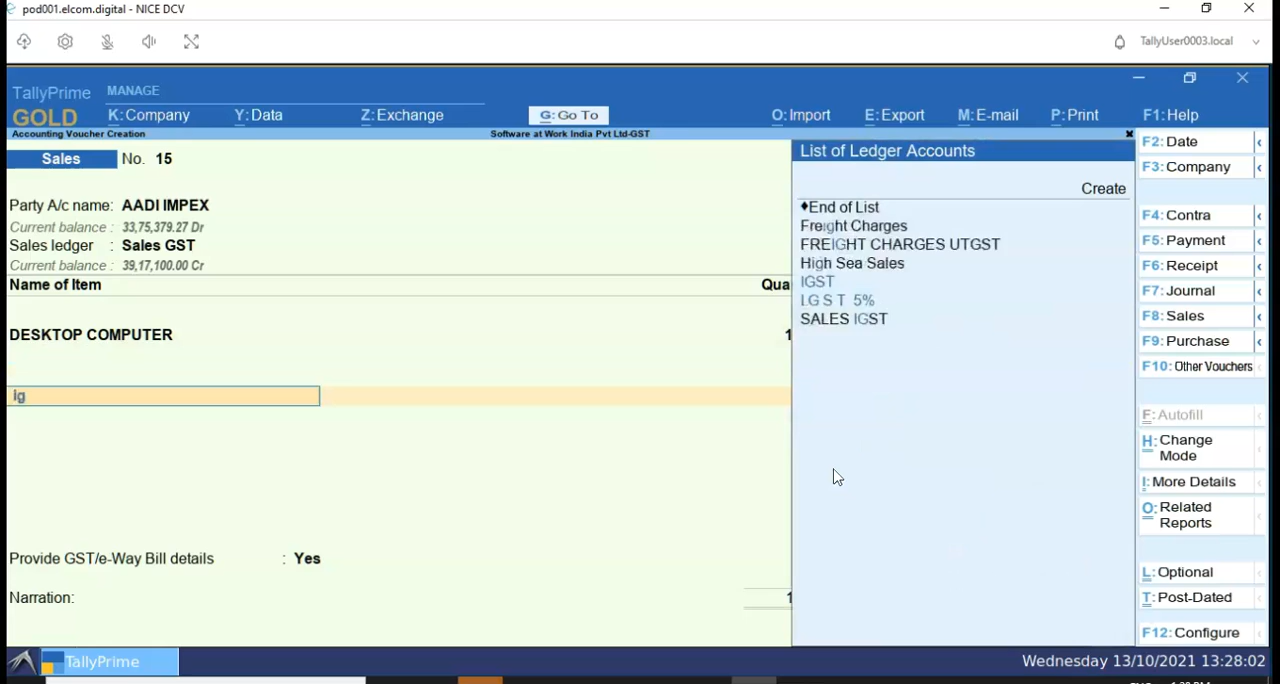 pod001.elcom.digital - NICE DCV
TallyUser0003.local
TallyPrime MANAGE
GOLD K:Company Y:Data Z:Exchange G:Go To O:Import E:Export M:E-mail P:Print F1:Help
Accounting Voucher Creation Software at Work India Pvt Ltd-GST
Sales No. 15
Party A/c name: AADI IMPEX
Current balance : 33,75,379.27 Dr
Sales ledger : Sales GST
Current balance : 39,17,100.00 Cr
Name of Item Qua
DESKTOP COMPUTER 1
ig
Provide GST/e-Way Bill details : Yes
Narration: 1
List of Ledger Accounts
Create
♦End of List
Freight Charges
FREIGHT CHARGES UTGST
High Sea Sales
IGST
I.G S T 5%
SALES IGST
F2: Date
F3: Company
F4: Contra
F5: Payment
F6: Receipt
F7: Journal
F8: Sales
F9: Purchase
F10: Other Vouchers
F: Autofill
H: Change
Mode
I: More Details
O: Related
Reports
L: Optional
T: Post-Dated
F12: Configure
TallyPrime Wednesday 13/10/2021 13:28:02